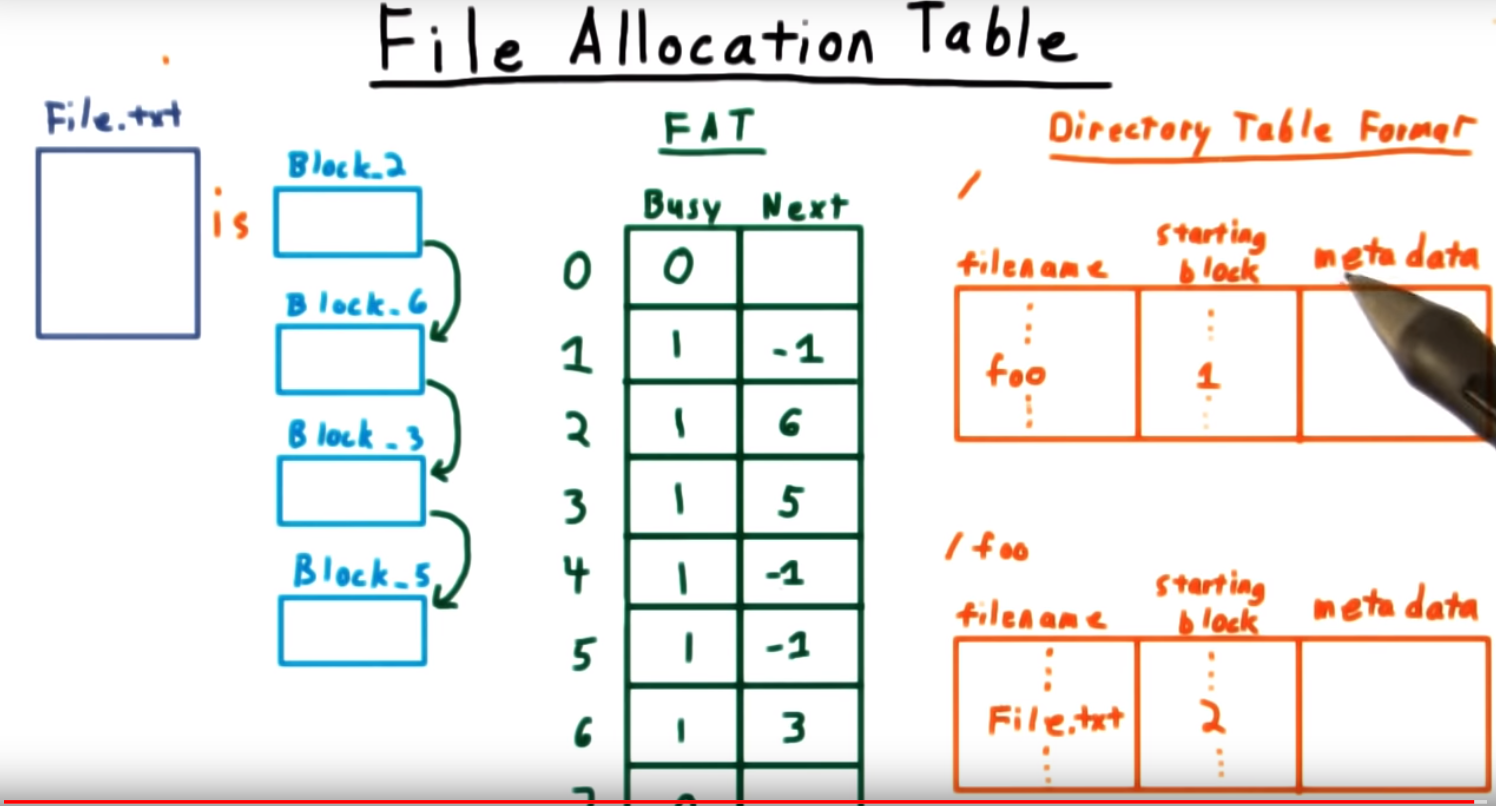 File Allocation Table
File.txt
is
Block_2
Block_6
Block_3
Block_5
FAT
Busy Next
0 0
1 1 -1
2 1 6
3 1 5
4 1 -1
5 1 -1
6 1 3
Directory Table Format
/
filename starting block meta data
foo 1
/foo
filename starting block meta data
File.txt 2